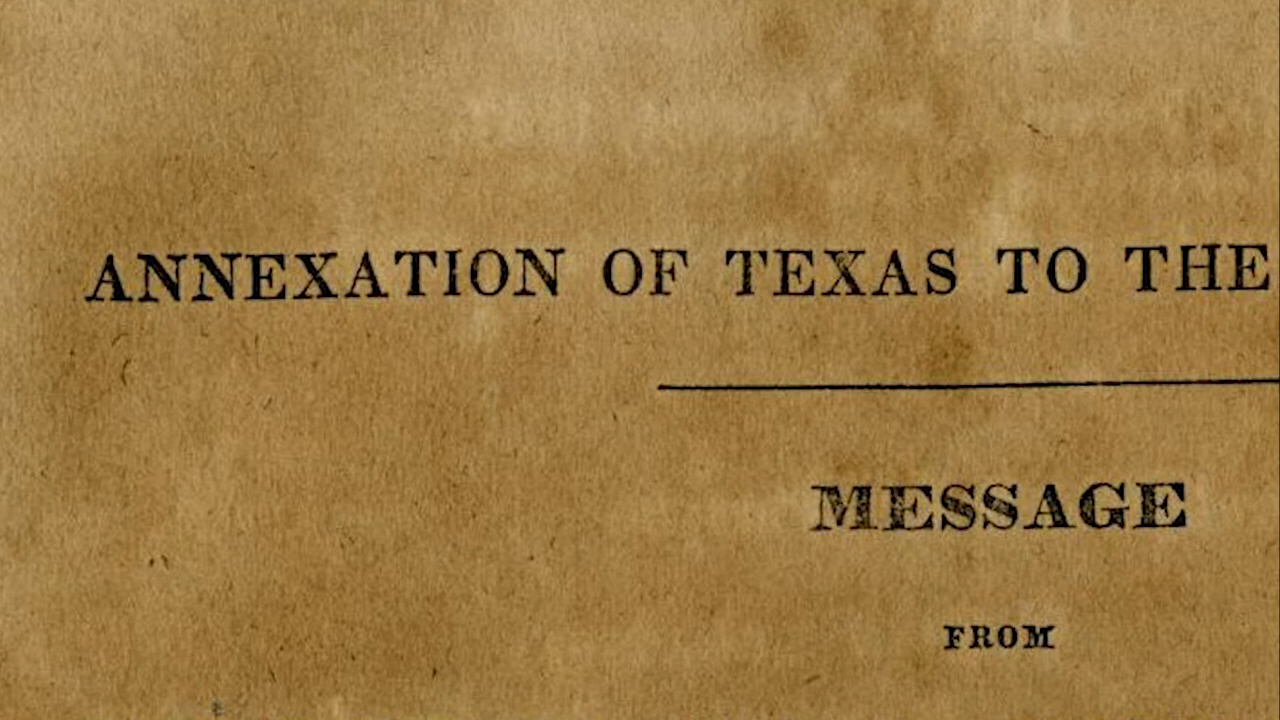 ANNEXATION OF TEXAS TO THE
MESSAGE
FROM